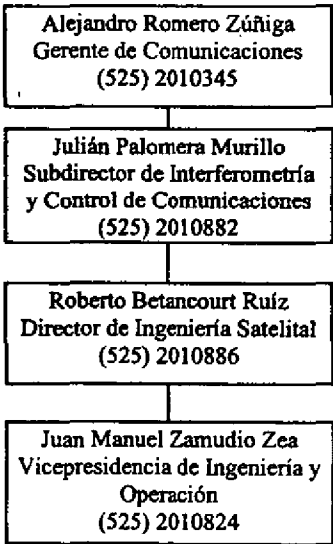 Alejandro Romero Zúñiga
Gerente de Comunicaciones
(525) 2010345
Julián Palomera Murillo
Subdirector de Interferometría
y Control de Comunicaciones
(525) 2010882
Roberto Betancourt Ruíz
Director de Ingeniería Satelital
(525) 2010886
Juan Manuel Zamudio Zea
Vicepresidencia de Ingeniería y
Operación
(525) 2010824